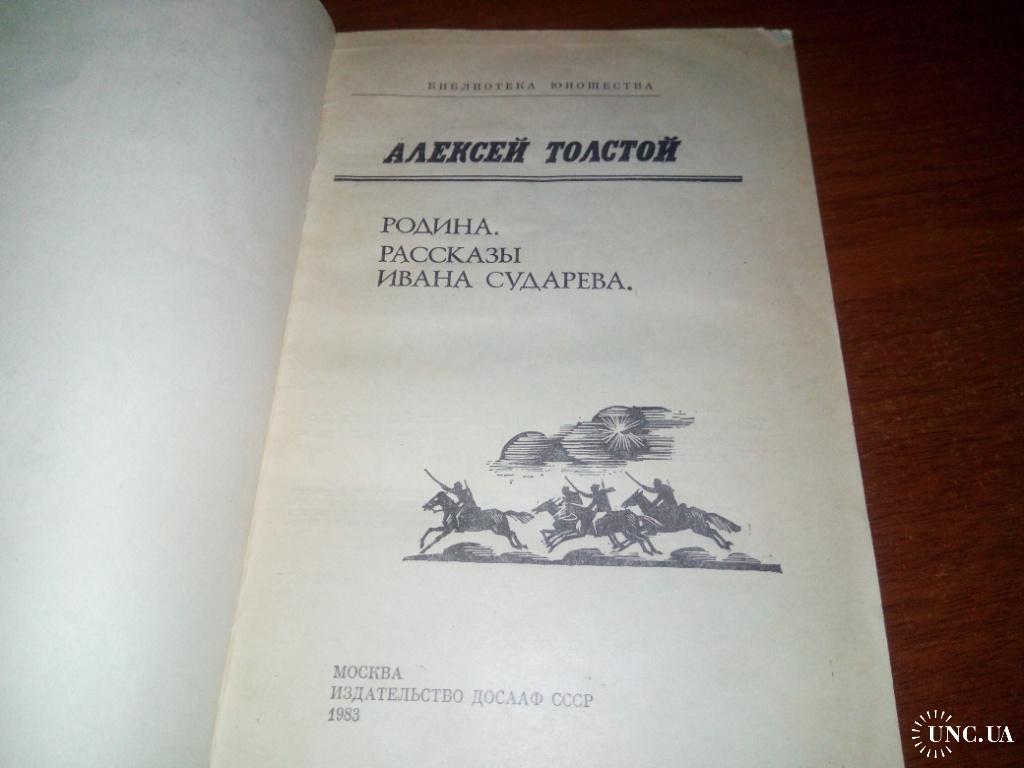 БИБЛИОТЕКА ЮНОШЕСТВА
АЛЕКСЕЙ ТОЛСТОЙ
РОДИНА.
РАССКАЗЫ
ИВАНА СУДАРЕВА.
МОСКВА
ИЗДАТЕЛЬСТВО ДОСААФ СССР
1983
UNC.UA